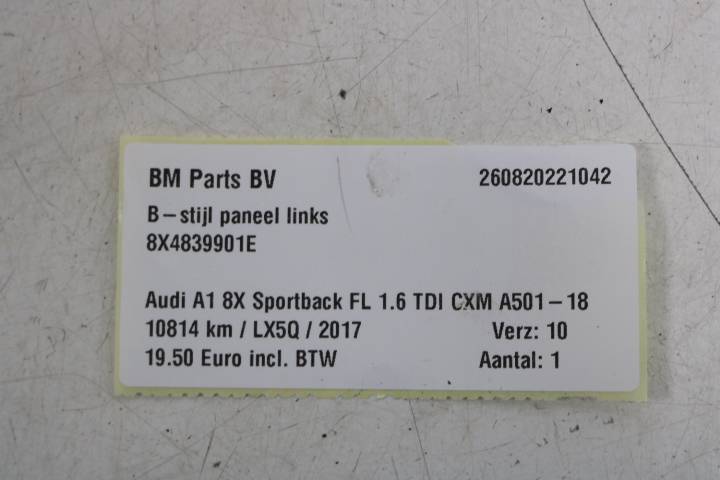 BM Parts BV 260820221042
B-stijl paneel links
8X4839901E
Audi A1 8X Sportback FL 1.6 TDI CXM A501-18
10814 km / LX5Q / 2017 Verz: 10
19.50 Euro incl. BTW Aantal: 1